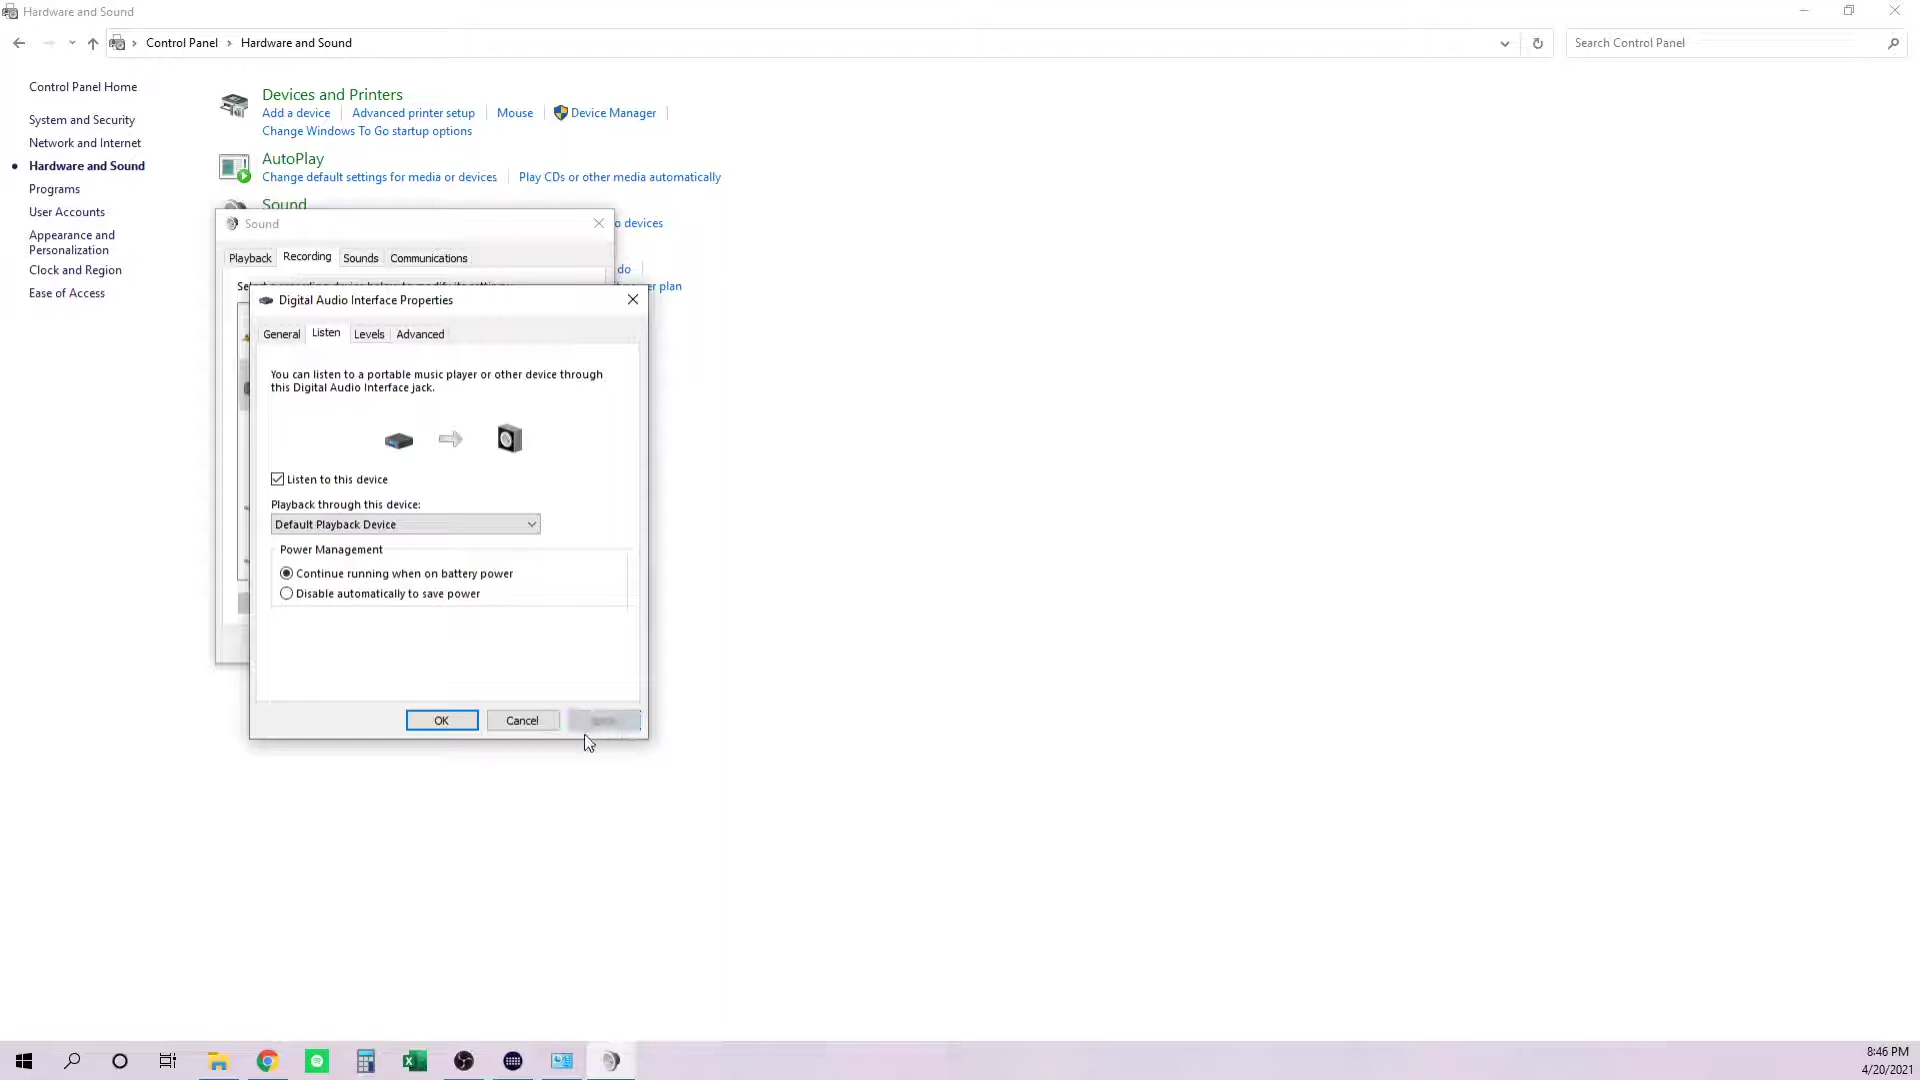 Hardware and Sound
Control Panel
Hardware and Sound
Search Control Panel
Control Panel Home
System and Security
Network and Internet
Hardware and Sound
Programs
User Accounts
Appearance and
Personalization
Clock and Region
Ease of Access
Devices and Printers
Add a device
Advanced printer setup
Mouse
Device Manager
Change Windows To Go startup options
AutoPlay
Change default settings for media or devices
Play CDs or other media automatically
Sound
o devices
do
er plan
Sound
Playback
Recording
Sounds
Communications
Digital Audio Interface Properties
General
Listen
Levels
Advanced
You can listen to a portable music player or other device through
this Digital Audio Interface jack.
Listen to this device
Playback through this device:
Default Playback Device
Power Management
Continue running when on battery power
Disable automatically to save power
OK
Cancel
8:46 PM
4/20/2021